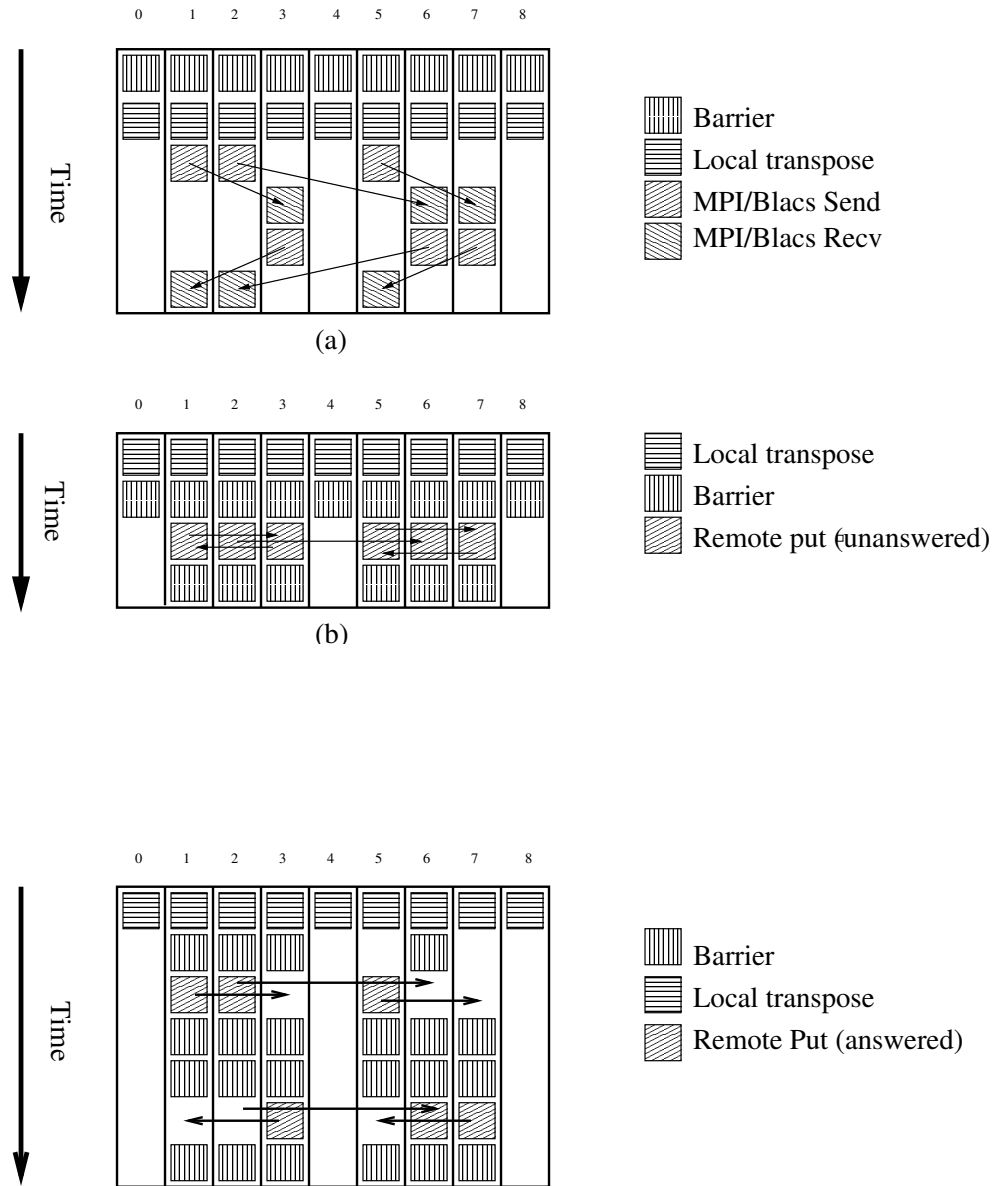 0 1 2 3 4 5 6 7 8
Time
Barrier
Local transpose
MPI/Blacs Send
MPI/Blacs Recv
(a)
0 1 2 3 4 5 6 7 8
Time
Local transpose
Barrier
Remote put (unanswered)
(b)
0 1 2 3 4 5 6 7 8
Time
Barrier
Local transpose
Remote Put (answered)